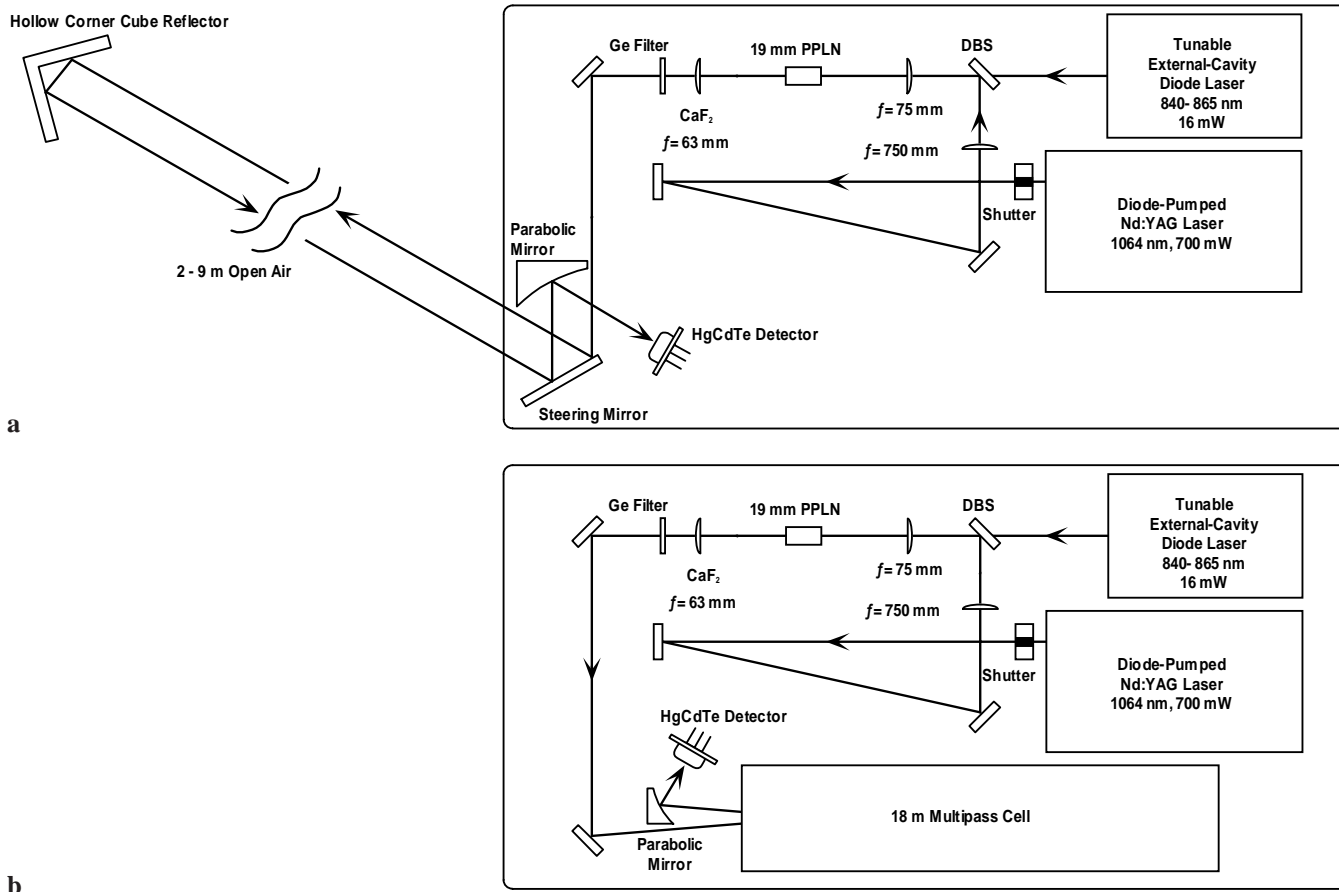 a
Hollow Corner Cube Reflector
Ge Filter
19 mm PPLN
DBS
Tunable
External-Cavity
Diode Laser
840- 865 nm
16 mW
CaF₂
f= 63 mm
f= 75 mm
f= 750 mm
Shutter
Diode-Pumped
Nd:YAG Laser
1064 nm, 700 mW
Parabolic
Mirror
2 - 9 m Open Air
HgCdTe Detector
Steering Mirror
b
Ge Filter
19 mm PPLN
DBS
Tunable
External-Cavity
Diode Laser
840- 865 nm
16 mW
CaF₂
f= 63 mm
f= 75 mm
f= 750 mm
Shutter
Diode-Pumped
Nd:YAG Laser
1064 nm, 700 mW
HgCdTe Detector
Parabolic
Mirror
18 m Multipass Cell